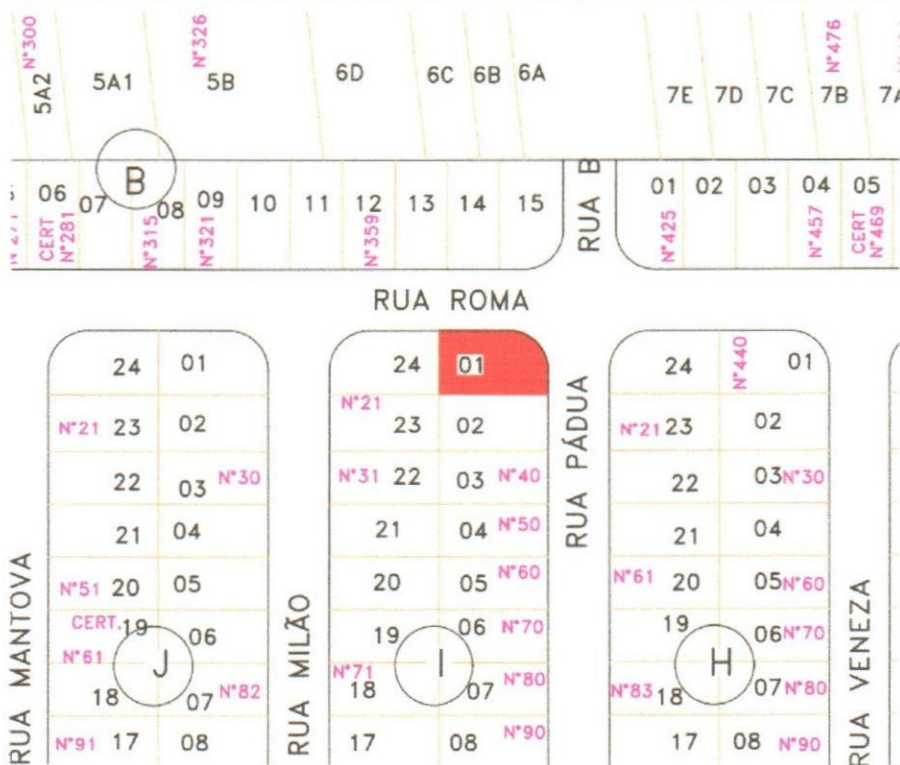 N°300
N°326
N°476
5A2
5A1
5B
6D
6C
6B
6A
7E
7D
7C
7B
B
06
07
08
09
10
11
12
13
14
15
CERT
N°281
N°315
N°321
N°359
RUA B
01
02
03
04
05
N°425
N°457
CERT
N°469
RUA ROMA
24
01
N°21
23
02
22
03
N°30
21
04
N°51
20
05
CERT.
19
06
N°61
J
18
07
N°82
N°91
17
08
RUA MANTOVA
RUA MILÃO
24
01
N°21
23
02
N°31
22
03
N°40
21
04
N°50
20
05
N°60
19
06
N°70
I
N°71
18
07
N°80
17
08
N°90
RUA PÁDUA
24
N°440
01
N°21
23
02
22
03
N°30
21
04
N°61
20
05
N°60
19
06
N°70
H
N°83
18
07
N°80
17
08
N°90
RUA VENEZA